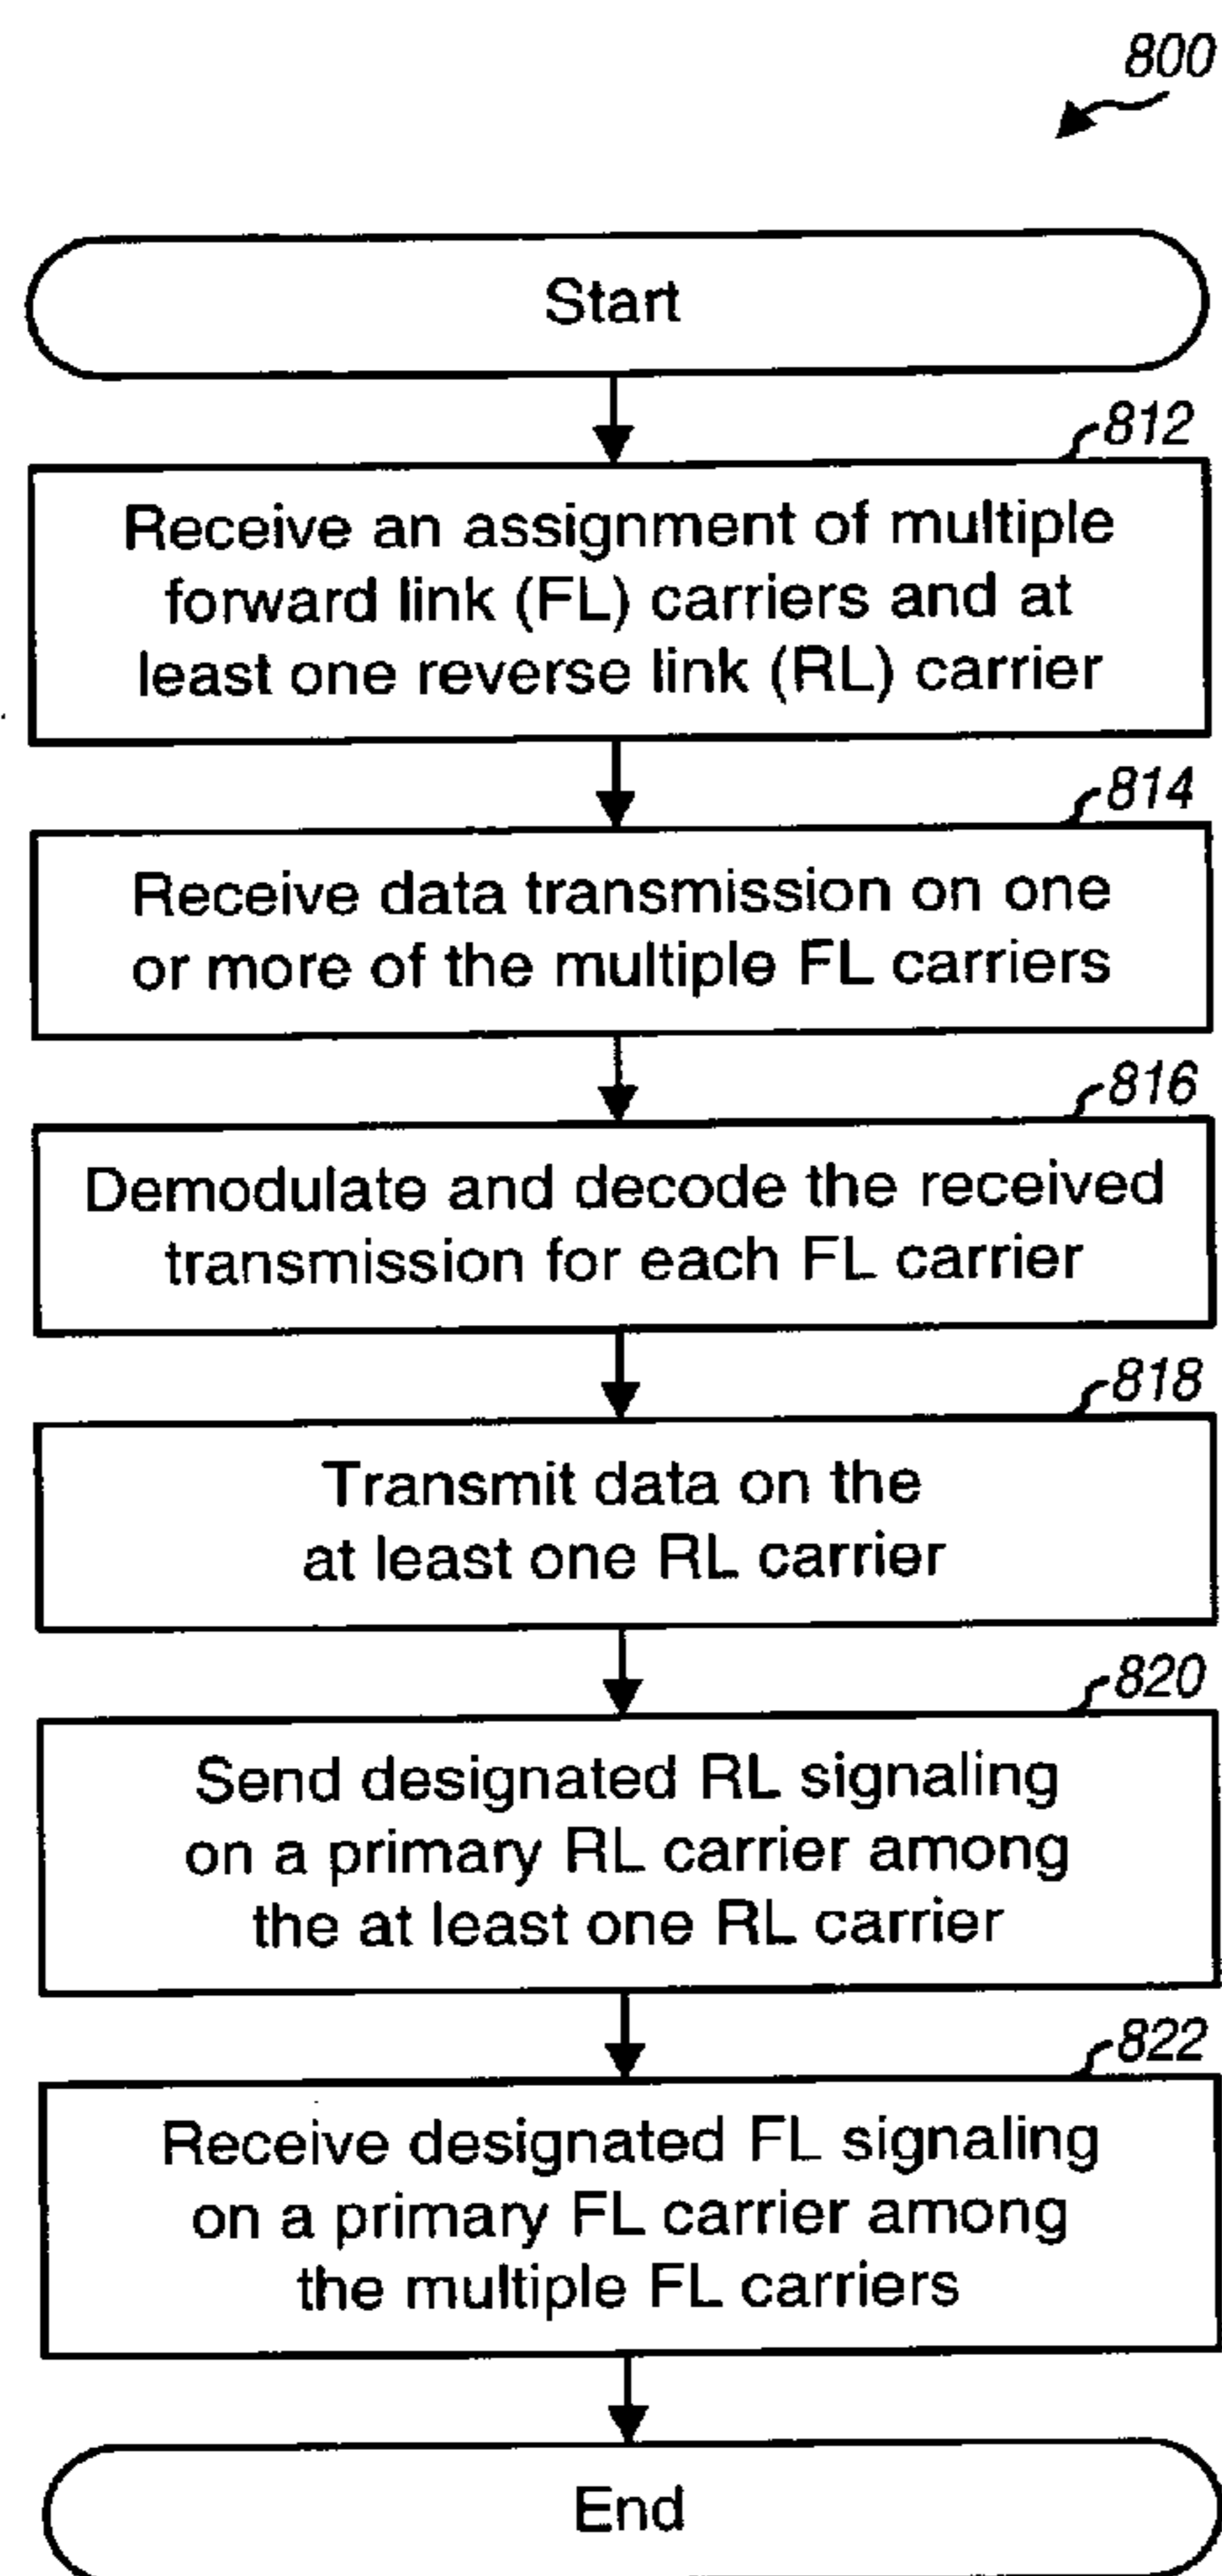 800
Start
812
Receive an assignment of multiple
forward link (FL) carriers and at
least one reverse link (RL) carrier
814
Receive data transmission on one
or more of the multiple FL carriers
816
Demodulate and decode the received
transmission for each FL carrier
818
Transmit data on the
at least one RL carrier
820
Send designated RL signaling
on a primary RL carrier among
the at least one RL carrier
822
Receive designated FL signaling
on a primary FL carrier among
the multiple FL carriers
End